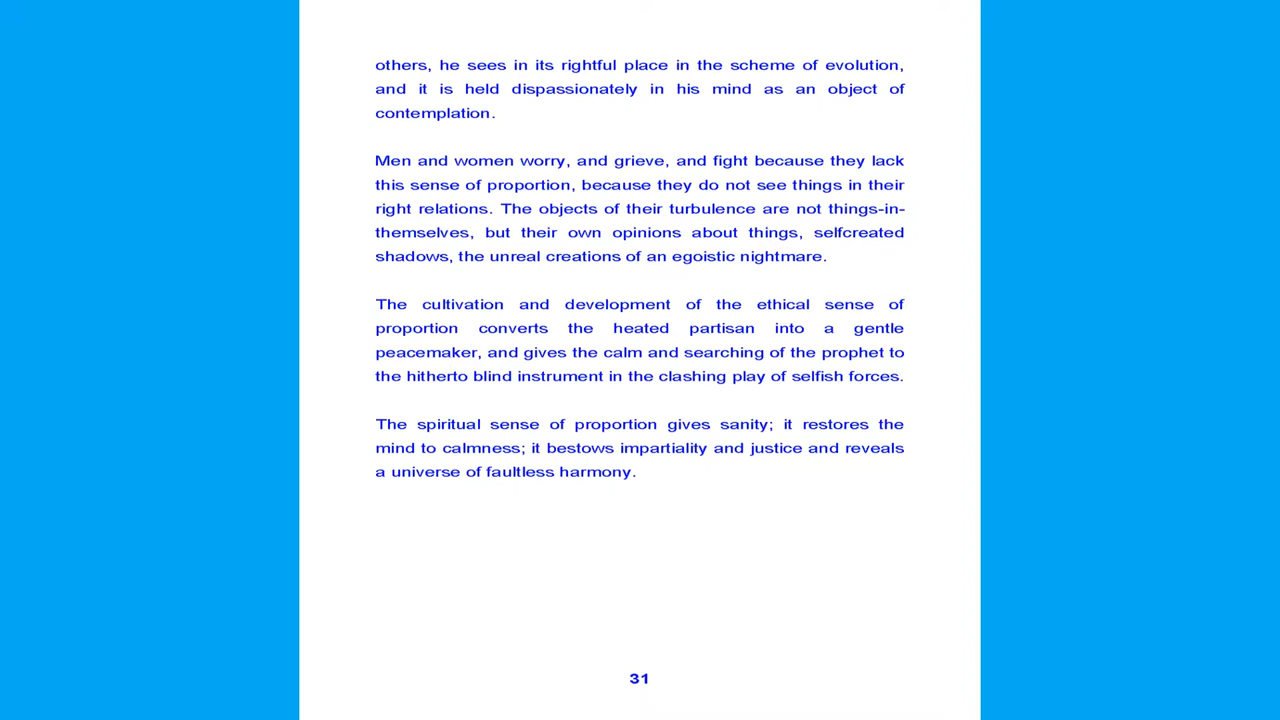 others, he sees in its rightful place in the scheme of evolution,
and it is held dispassionately in his mind as an object of
contemplation.
Men and women worry, and grieve, and fight because they lack
this sense of proportion, because they do not see things in their
right relations. The objects of their turbulence are not things-in-
themselves, but their own opinions about things, selfcreated
shadows, the unreal creations of an egoistic nightmare.
The cultivation and development of the ethical sense of
proportion converts the heated partisan into a gentle
peacemaker, and gives the calm and searching of the prophet to
the hitherto blind instrument in the clashing play of selfish forces.
The spiritual sense of proportion gives sanity; it restores the
mind to calmness; it bestows impartiality and justice and reveals
a universe of faultless harmony.
31